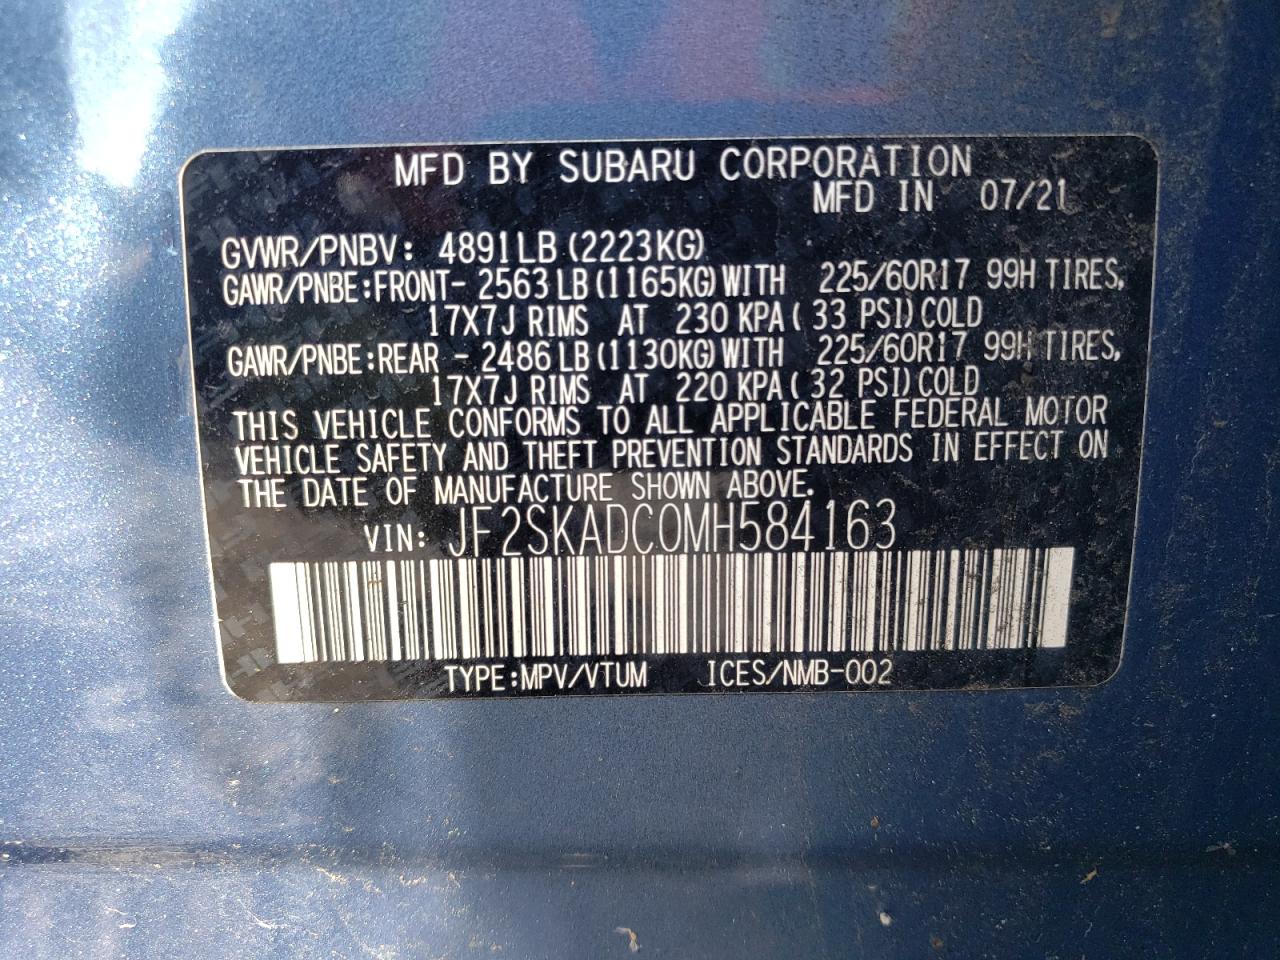 MFD BY SUBARU CORPORATION
MFD IN 07/21
GVWR/PNBV: 4891LB (2223KG)
GAWR/PNBE:FRONT- 2563LB (1165KG) WITH 225/60R17 99H TIRES,
17X7J RIMS AT 230 KPA ( 33 PSI) COLD
GAWR/PNBE:REAR - 2486LB (1130KG) WITH 225/60R17 99H TIRES,
17X7J RIMS AT 220 KPA ( 32 PSI) COLD
THIS VEHICLE CONFORMS TO ALL APPLICABLE FEDERAL MOTOR
VEHICLE SAFETY AND THEFT PREVENTION STANDARDS IN EFFECT ON
THE DATE OF MANUFACTURE SHOWN ABOVE.
VIN: JF2SKADC0MH584163
TYPE:MPV/VTUM ICES/NMB-002